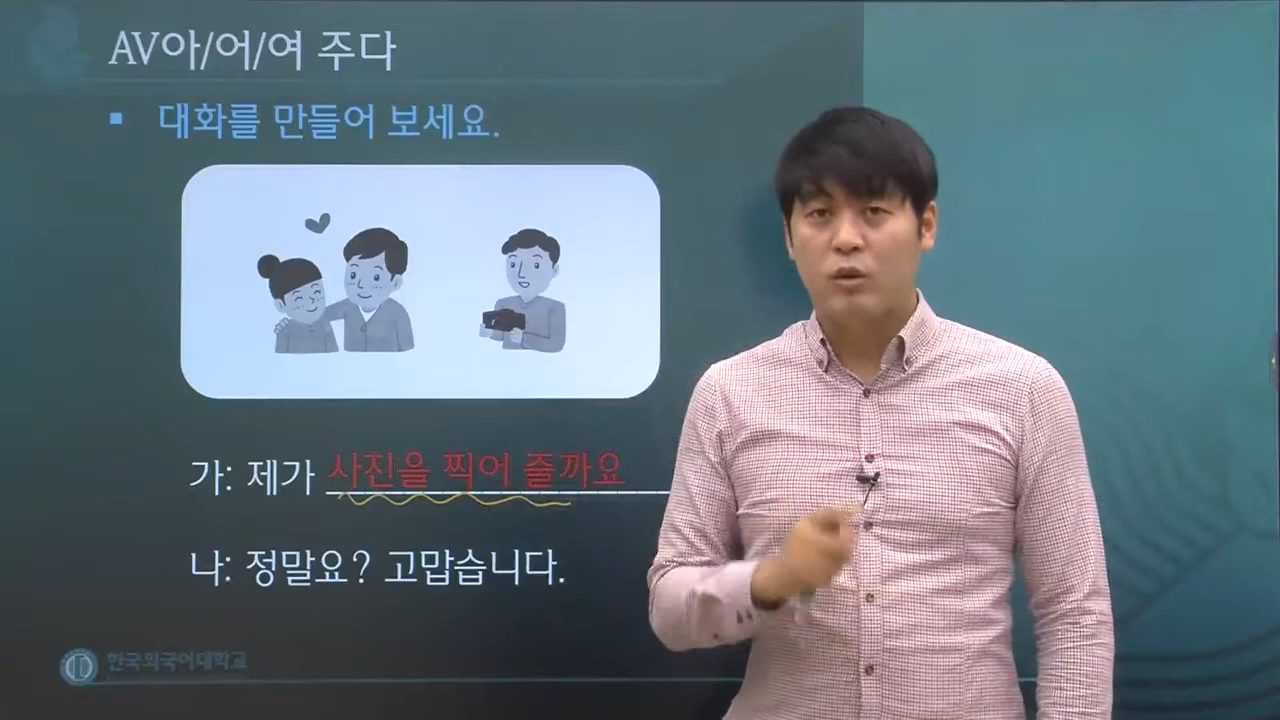 AV아/어/여 주다
▪ 대화를 만들어 보세요.
가: 제가 사진을 찍어 줄까요
나: 정말요? 고맙습니다.
한국외국어대학교